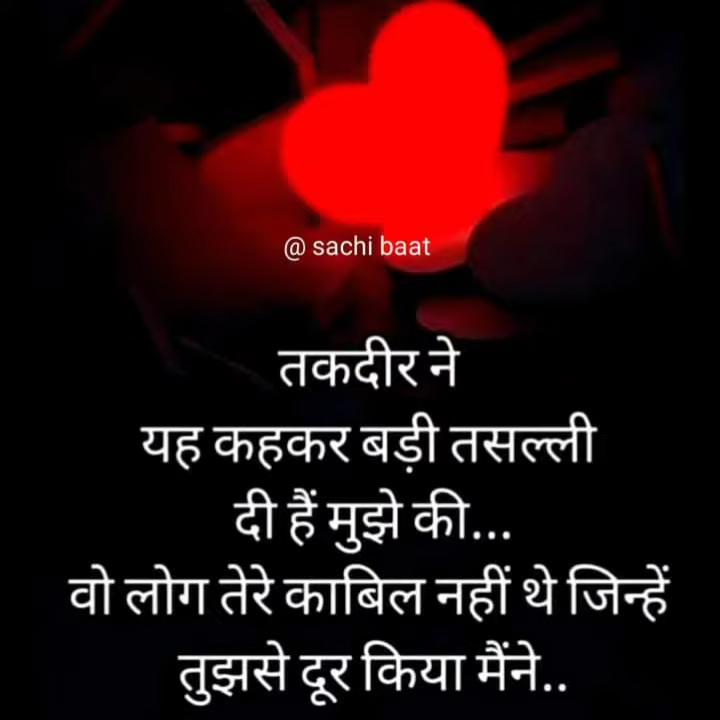 @ sachi baat
तकदीर ने
यह कहकर बड़ी तसल्ली
दी हैं मुझे की...
वो लोग तेरे काबिल नहीं थे जिन्हें
तुझसे दूर किया मैंने..